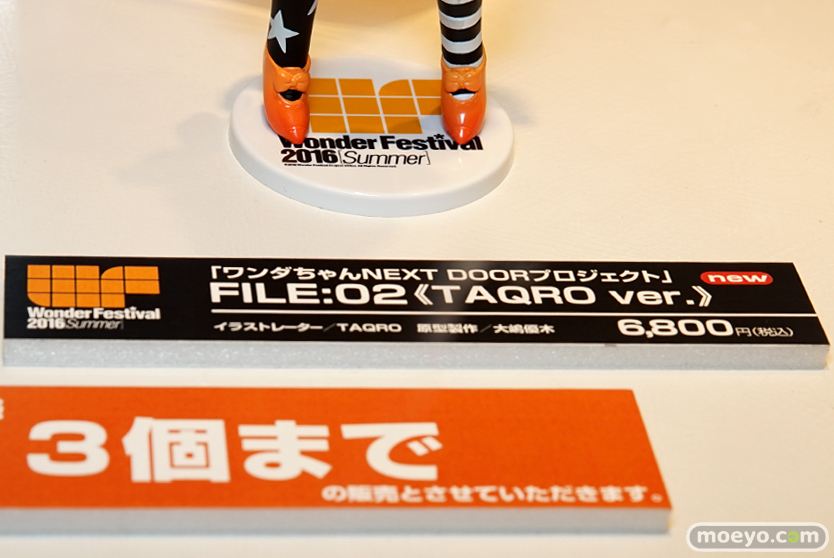 Wonder Festival
2016[Summer]
Wonder Festival
2016[Summer]
「ワンダちゃんNEXT DOORプロジェクト」
new
FILE:02《TAQRO ver.》
イラストレーター／TAQRO 原型製作／大嶋優木
6,800円(税込)
3個まで
の販売とさせていただきます。
moeyo.com